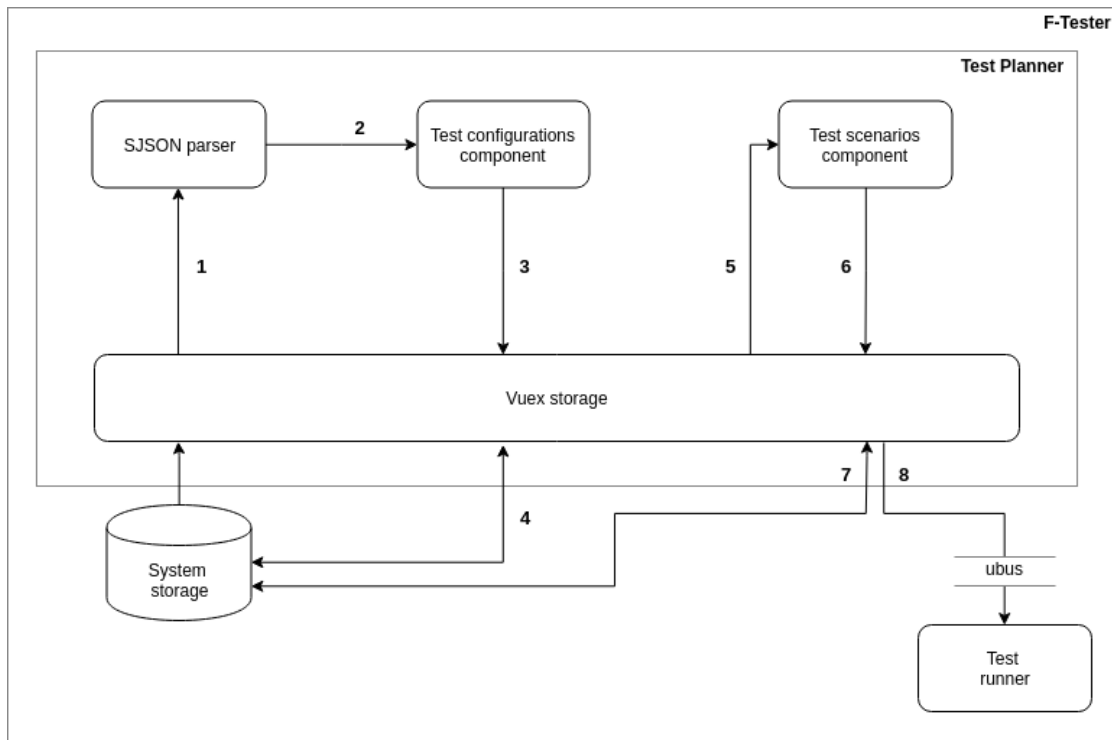 F-Tester
Test Planner
SJSON parser
2
Test configurations
component
Test scenarios
component
1
3
5
6
Vuex storage
7
8
4
System
storage
ubus
Test
runner